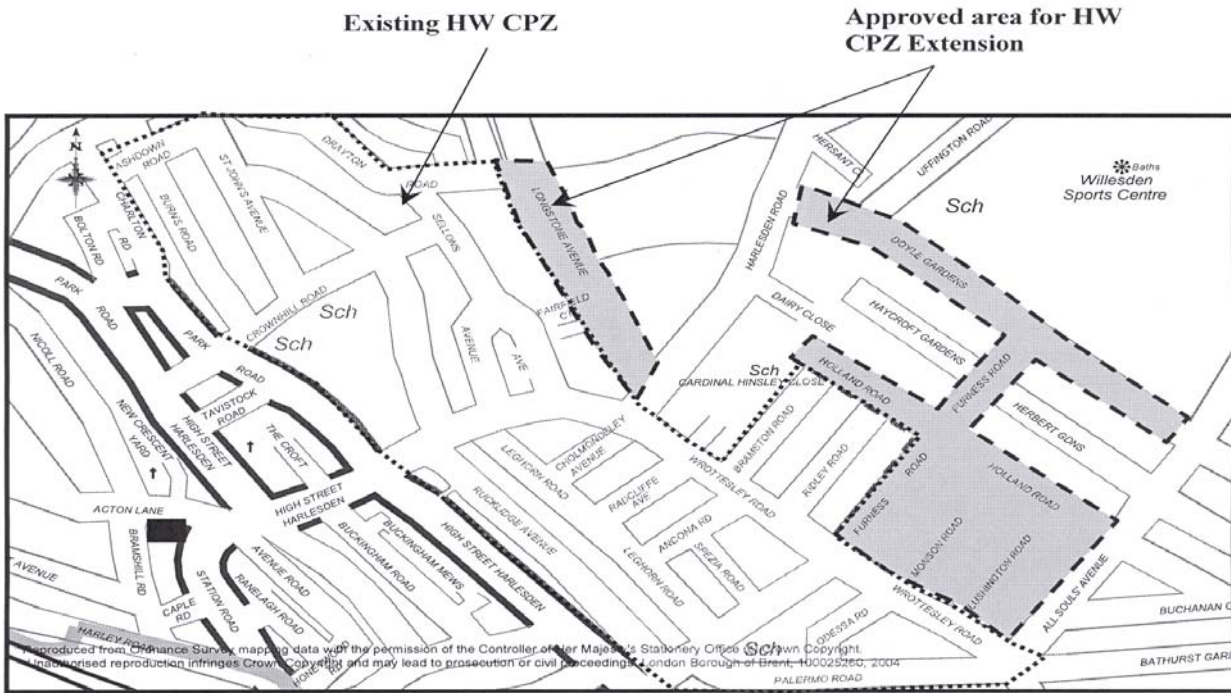 Existing HW CPZ
Approved area for HW
CPZ Extension
N
ASHDOWN
ROAD
DRAYTON
ROAD
ST JOHN'S AVENUE
BURNS ROAD
CHARLTON
RD
BOLTON RD
PARK
ROAD
PARK
ROAD
NICOLL ROAD
CROWNHILL ROAD
Sch
Sch
SELLONS
AVENUE
AVE
LONGSTONE AVENUE
FAIRFIELD
HERSANT
UFFINGTON ROAD
HARLESDEN ROAD
Sch
Baths
Willesden
Sports Centre
DOYLE GARDENS
DAIRY CLOSE
HAYCROFT GARDENS
FURNESS ROAD
HERBERT GDNS
Sch
CARDINAL HINSLEY CLOSE
HOLLAND ROAD
HOLLAND ROAD
BRAMSTON ROAD
RIDLEY ROAD
WROTTESLEY ROAD
FURNESS
ROAD
MONSON ROAD
LUSHINGTON ROAD
WROTTESLEY ROAD
ALL SOULS' AVENUE
TAVISTOCK
ROAD
HIGH STREET
HARLESDEN
NEW CRESCENT
YARD
THE CROFT
HIGH STREET
HARLESDEN
ACTON LANE
BRAMSHILL RD
AVENUE
CAPLE
RD
STATION ROAD
AVENUE ROAD
RANELAGH ROAD
BUCKINGHAM ROAD
BUCKINGHAM MEWS
HIGH STREET HARLESDEN
RUCKLIDGE AVENUE
LEGHORN ROAD
CHOLMONDELEY
AVENUE
RADCLIFFE
AVE
ANCONA RD
SPEZIA ROAD
LEGHORN ROAD
ODESSA RD
Sch
PALERMO ROAD
BUCHANAN
BATHURST GAR
HARLEY ROAD
Reproduced from Ordnance Survey mapping data with the permission of the Controller of Her Majesty's Stationery Office © Crown Copyright.
Unauthorised reproduction infringes Crown Copyright and may lead to prosecution or civil proceedings. London Borough of Brent, 100025260, 2004